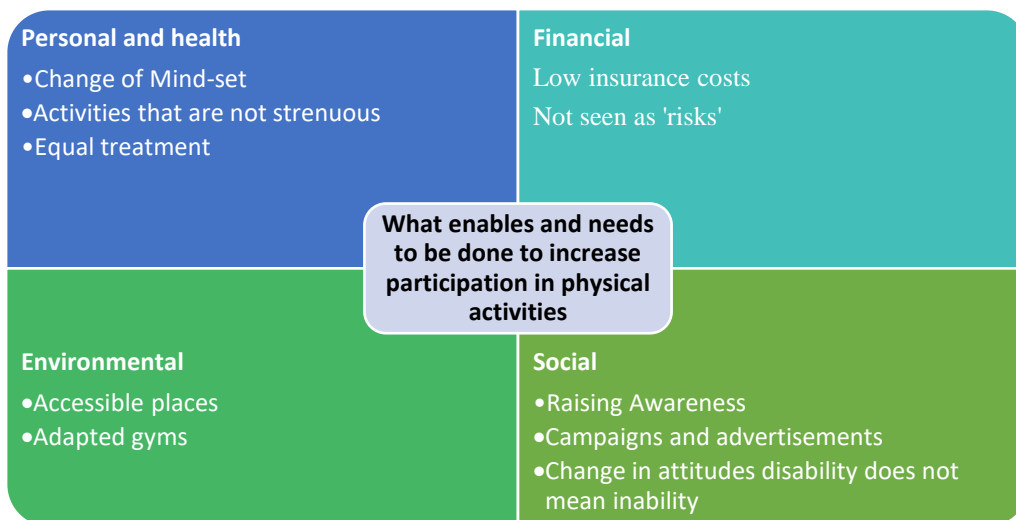 Personal and health
•Change of Mind-set
•Activities that are not strenuous
•Equal treatment
Financial
Low insurance costs
Not seen as 'risks'
What enables and needs
to be done to increase
participation in physical
activities
Environmental
•Accessible places
•Adapted gyms
Social
•Raising Awareness
•Campaigns and advertisements
•Change in attitudes disability does not
mean inability